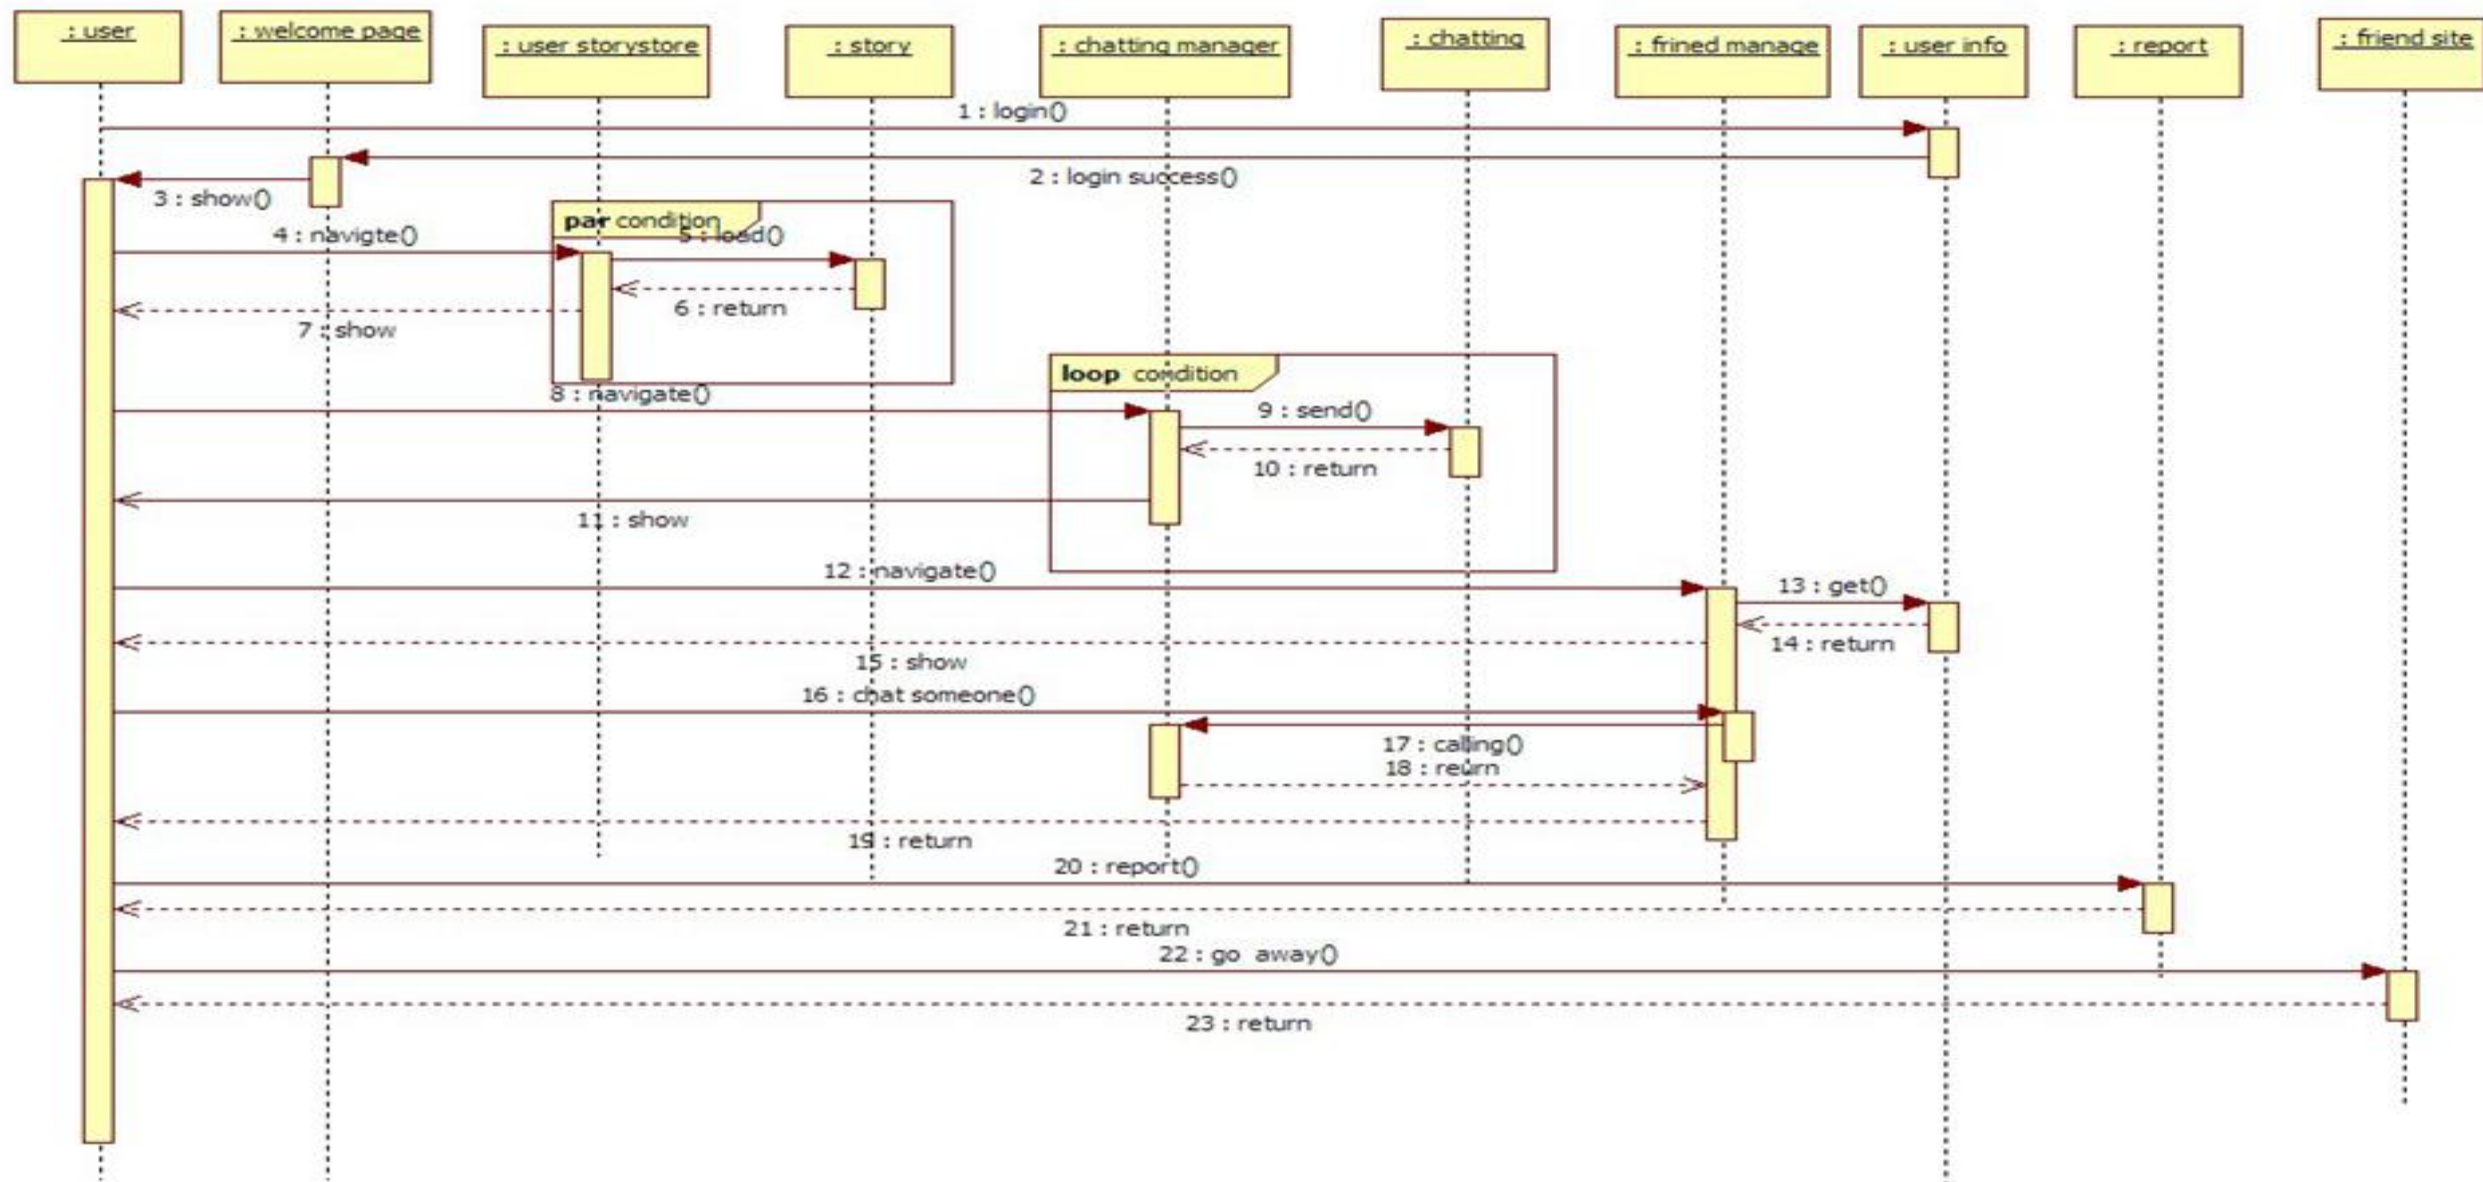 : user
: welcome page
: user storystore
: story
: chatting manager
: chatting
: frined manage
: user info
: report
: friend site
1 : login()
2 : login success()
3 : show()
par condition
4 : navigte()
5 : load()
6 : return
7 : show
loop condition
8 : navigate()
9 : send()
10 : return
11 : show
12 : navigate()
13 : get()
14 : return
15 : show
16 : chat someone()
17 : calling()
18 : reurn
19 : return
20 : report()
21 : return
22 : go away()
23 : return